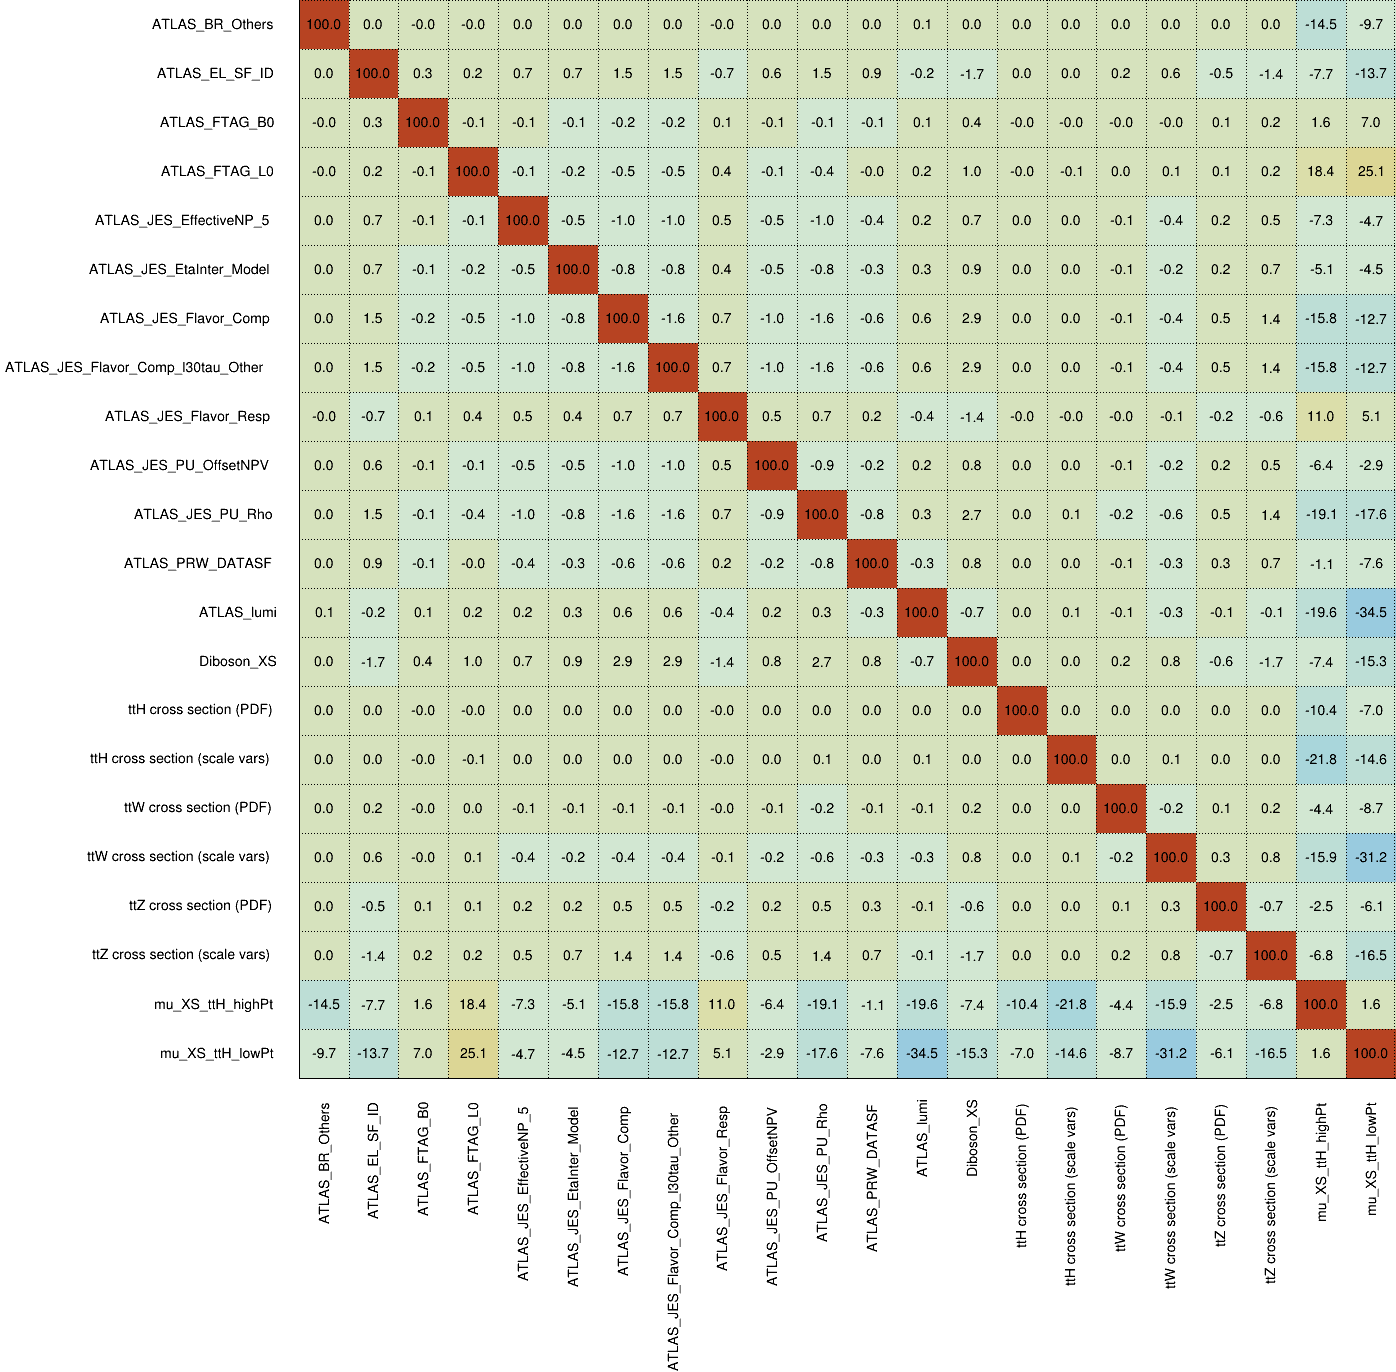 ATLAS_BR_Others 100.0 0.0 -0.0 -0.0 0.0 0.0 0.0 0.0 -0.0 0.0 0.0 0.0 0.1 0.0 0.0 0.0 0.0 0.0 0.0 0.0 -14.5 -9.7
ATLAS_EL_SF_ID 0.0 100.0 0.3 0.2 0.7 0.7 1.5 1.5 -0.7 0.6 1.5 0.9 -0.2 -1.7 0.0 0.0 0.2 0.6 -0.5 -1.4 -7.7 -13.7
ATLAS_FTAG_B0 -0.0 0.3 100.0 -0.1 -0.1 -0.1 -0.2 -0.2 0.1 -0.1 -0.1 -0.1 0.1 0.4 -0.0 -0.0 -0.0 -0.0 0.1 0.2 1.6 7.0
ATLAS_FTAG_L0 -0.0 0.2 -0.1 100.0 -0.1 -0.2 -0.5 -0.5 0.4 -0.1 -0.4 -0.0 0.2 1.0 -0.0 -0.1 0.0 0.1 0.1 0.2 18.4 25.1
ATLAS_JES_EffectiveNP_5 0.0 0.7 -0.1 -0.1 100.0 -0.5 -1.0 -1.0 0.5 -0.5 -1.0 -0.4 0.2 0.7 0.0 0.0 -0.1 -0.4 0.2 0.5 -7.3 -4.7
ATLAS_JES_EtaInter_Model 0.0 0.7 -0.1 -0.2 -0.5 100.0 -0.8 -0.8 0.4 -0.5 -0.8 -0.3 0.3 0.9 0.0 0.0 -0.1 -0.2 0.2 0.7 -5.1 -4.5
ATLAS_JES_Flavor_Comp 0.0 1.5 -0.2 -0.5 -1.0 -0.8 100.0 -1.6 0.7 -1.0 -1.6 -0.6 0.6 2.9 0.0 0.0 -0.1 -0.4 0.5 1.4 -15.8 -12.7
ATLAS_JES_Flavor_Comp_l30tau_Other 0.0 1.5 -0.2 -0.5 -1.0 -0.8 -1.6 100.0 0.7 -1.0 -1.6 -0.6 0.6 2.9 0.0 0.0 -0.1 -0.4 0.5 1.4 -15.8 -12.7
ATLAS_JES_Flavor_Resp -0.0 -0.7 0.1 0.4 0.5 0.4 0.7 0.7 100.0 0.5 0.7 0.2 -0.4 -1.4 -0.0 -0.0 -0.0 -0.1 -0.2 -0.6 11.0 5.1
ATLAS_JES_PU_OffsetNPV 0.0 0.6 -0.1 -0.1 -0.5 -0.5 -1.0 -1.0 0.5 100.0 -0.9 -0.2 0.2 0.8 0.0 0.0 -0.1 -0.2 0.2 0.5 -6.4 -2.9
ATLAS_JES_PU_Rho 0.0 1.5 -0.1 -0.4 -1.0 -0.8 -1.6 -1.6 0.7 -0.9 100.0 -0.8 0.3 2.7 0.0 0.1 -0.2 -0.6 0.5 1.4 -19.1 -17.6
ATLAS_PRW_DATASF 0.0 0.9 -0.1 -0.0 -0.4 -0.3 -0.6 -0.6 0.2 -0.2 -0.8 100.0 -0.3 0.8 0.0 0.0 -0.1 -0.3 0.3 0.7 -1.1 -7.6
ATLAS_lumi 0.1 -0.2 0.1 0.2 0.2 0.3 0.6 0.6 -0.4 0.2 0.3 -0.3 100.0 -0.7 0.0 0.1 -0.1 -0.3 -0.1 -0.1 -19.6 -34.5
Diboson_XS 0.0 -1.7 0.4 1.0 0.7 0.9 2.9 2.9 -1.4 0.8 2.7 0.8 -0.7 100.0 0.0 0.0 0.2 0.8 -0.6 -1.7 -7.4 -15.3
ttH cross section (PDF) 0.0 0.0 -0.0 -0.0 0.0 0.0 0.0 0.0 -0.0 0.0 0.0 0.0 0.0 0.0 100.0 0.0 0.0 0.0 0.0 0.0 -10.4 -7.0
ttH cross section (scale vars) 0.0 0.0 -0.0 -0.1 0.0 0.0 0.0 0.0 -0.0 0.0 0.1 0.0 0.1 0.0 0.0 100.0 0.0 0.1 0.0 0.0 -21.8 -14.6
ttW cross section (PDF) 0.0 0.2 -0.0 0.0 -0.1 -0.1 -0.1 -0.1 -0.0 -0.1 -0.2 -0.1 -0.1 0.2 0.0 0.0 100.0 -0.2 0.1 0.2 -4.4 -8.7
ttW cross section (scale vars) 0.0 0.6 -0.0 0.1 -0.4 -0.2 -0.4 -0.4 -0.1 -0.2 -0.6 -0.3 -0.3 0.8 0.0 0.1 -0.2 100.0 0.3 0.8 -15.9 -31.2
ttZ cross section (PDF) 0.0 -0.5 0.1 0.1 0.2 0.2 0.5 0.5 -0.2 0.2 0.5 0.3 -0.1 -0.6 0.0 0.0 0.1 0.3 100.0 -0.7 -2.5 -6.1
ttZ cross section (scale vars) 0.0 -1.4 0.2 0.2 0.5 0.7 1.4 1.4 -0.6 0.5 1.4 0.7 -0.1 -1.7 0.0 0.0 0.2 0.8 -0.7 100.0 -6.8 -16.5
mu_XS_ttH_highPt -14.5 -7.7 1.6 18.4 -7.3 -5.1 -15.8 -15.8 11.0 -6.4 -19.1 -1.1 -19.6 -7.4 -10.4 -21.8 -4.4 -15.9 -2.5 -6.8 100.0 1.6
mu_XS_ttH_lowPt -9.7 -13.7 7.0 25.1 -4.7 -4.5 -12.7 -12.7 5.1 -2.9 -17.6 -7.6 -34.5 -15.3 -7.0 -14.6 -8.7 -31.2 -6.1 -16.5 1.6 100.0
ATLAS_BR_Others
ATLAS_EL_SF_ID
ATLAS_FTAG_B0
ATLAS_FTAG_L0
ATLAS_JES_EffectiveNP_5
ATLAS_JES_EtaInter_Model
ATLAS_JES_Flavor_Comp
ATLAS_JES_Flavor_Comp_l30tau_Other
ATLAS_JES_Flavor_Resp
ATLAS_JES_PU_OffsetNPV
ATLAS_JES_PU_Rho
ATLAS_PRW_DATASF
ATLAS_lumi
Diboson_XS
ttH cross section (PDF)
ttH cross section (scale vars)
ttW cross section (PDF)
ttW cross section (scale vars)
ttZ cross section (PDF)
ttZ cross section (scale vars)
mu_XS_ttH_highPt
mu_XS_ttH_lowPt